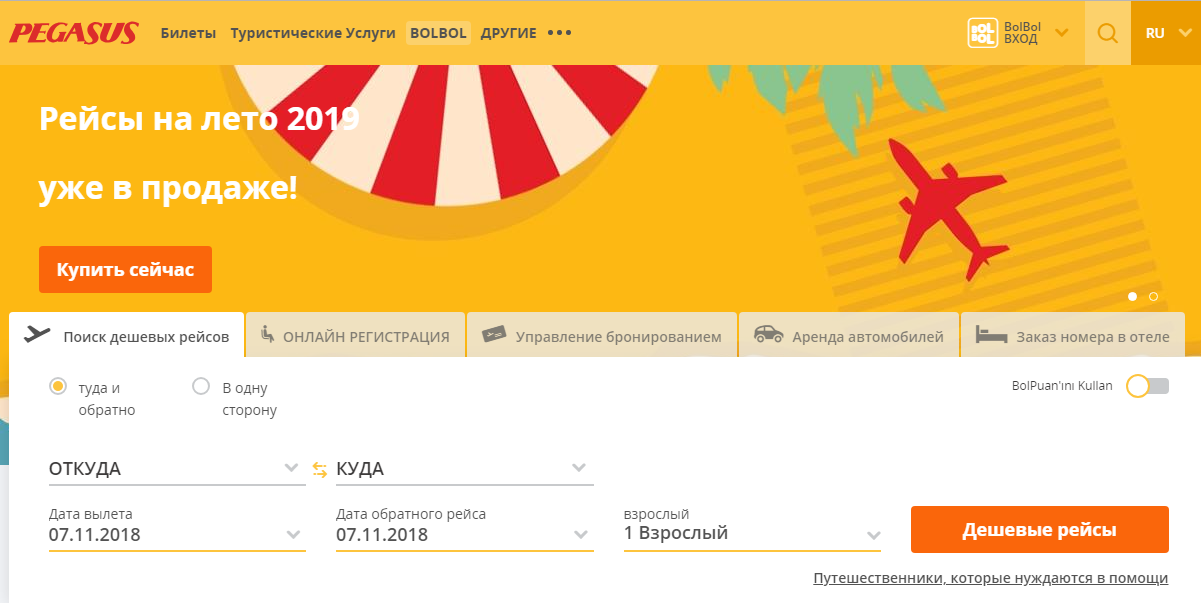 PEGASUS Билеты Туристические Услуги BOLBOL ДРУГИЕ •••
BOL BOL
BolBol
ВХОД
RU
Рейсы на лето 2019
уже в продаже!
Купить сейчас
Поиск дешевых рейсов
ОНЛАЙН РЕГИСТРАЦИЯ
Управление бронированием
Аренда автомобилей
Заказ номера в отеле
туда и
обратно
В одну
сторону
BolPuan'ını Kullan
ОТКУДА
КУДА
Дата вылета
07.11.2018
Дата обратного рейса
07.11.2018
взрослый
1 Взрослый
Дешевые рейсы
Путешественники, которые нуждаются в помощи